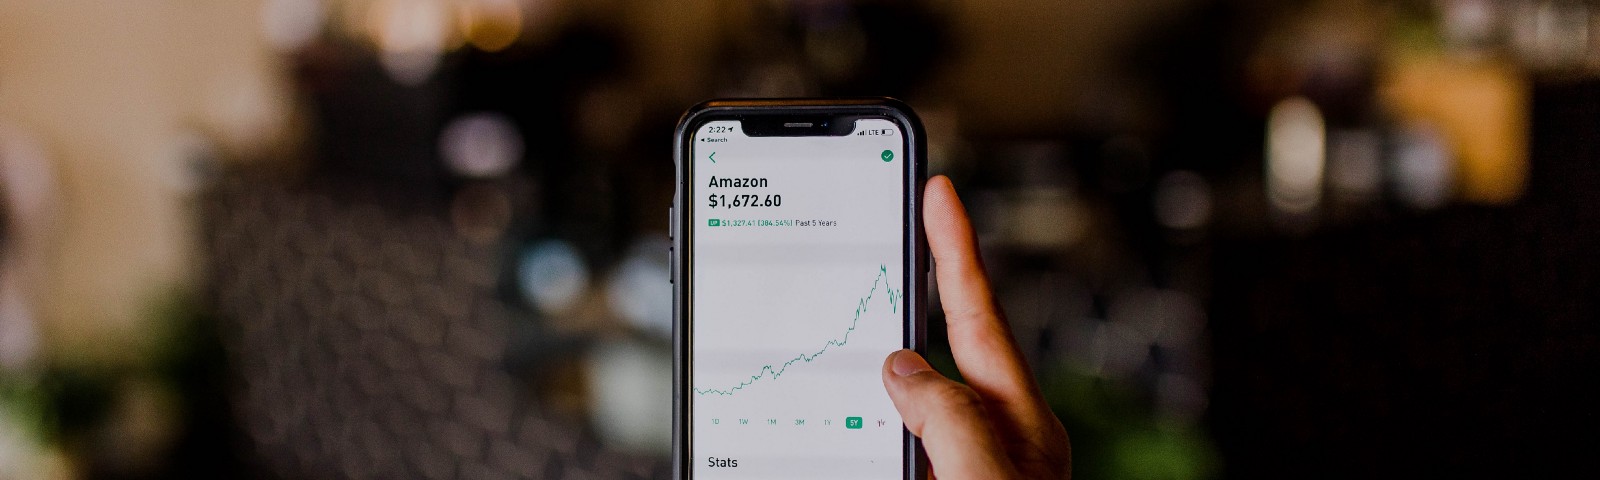 2:22
LTE
Search
Amazon
$1,672.60
UP $1,327.41 (384.54%) Past 5 Years
1D 1W 1M 3M 1Y 5Y
Stats